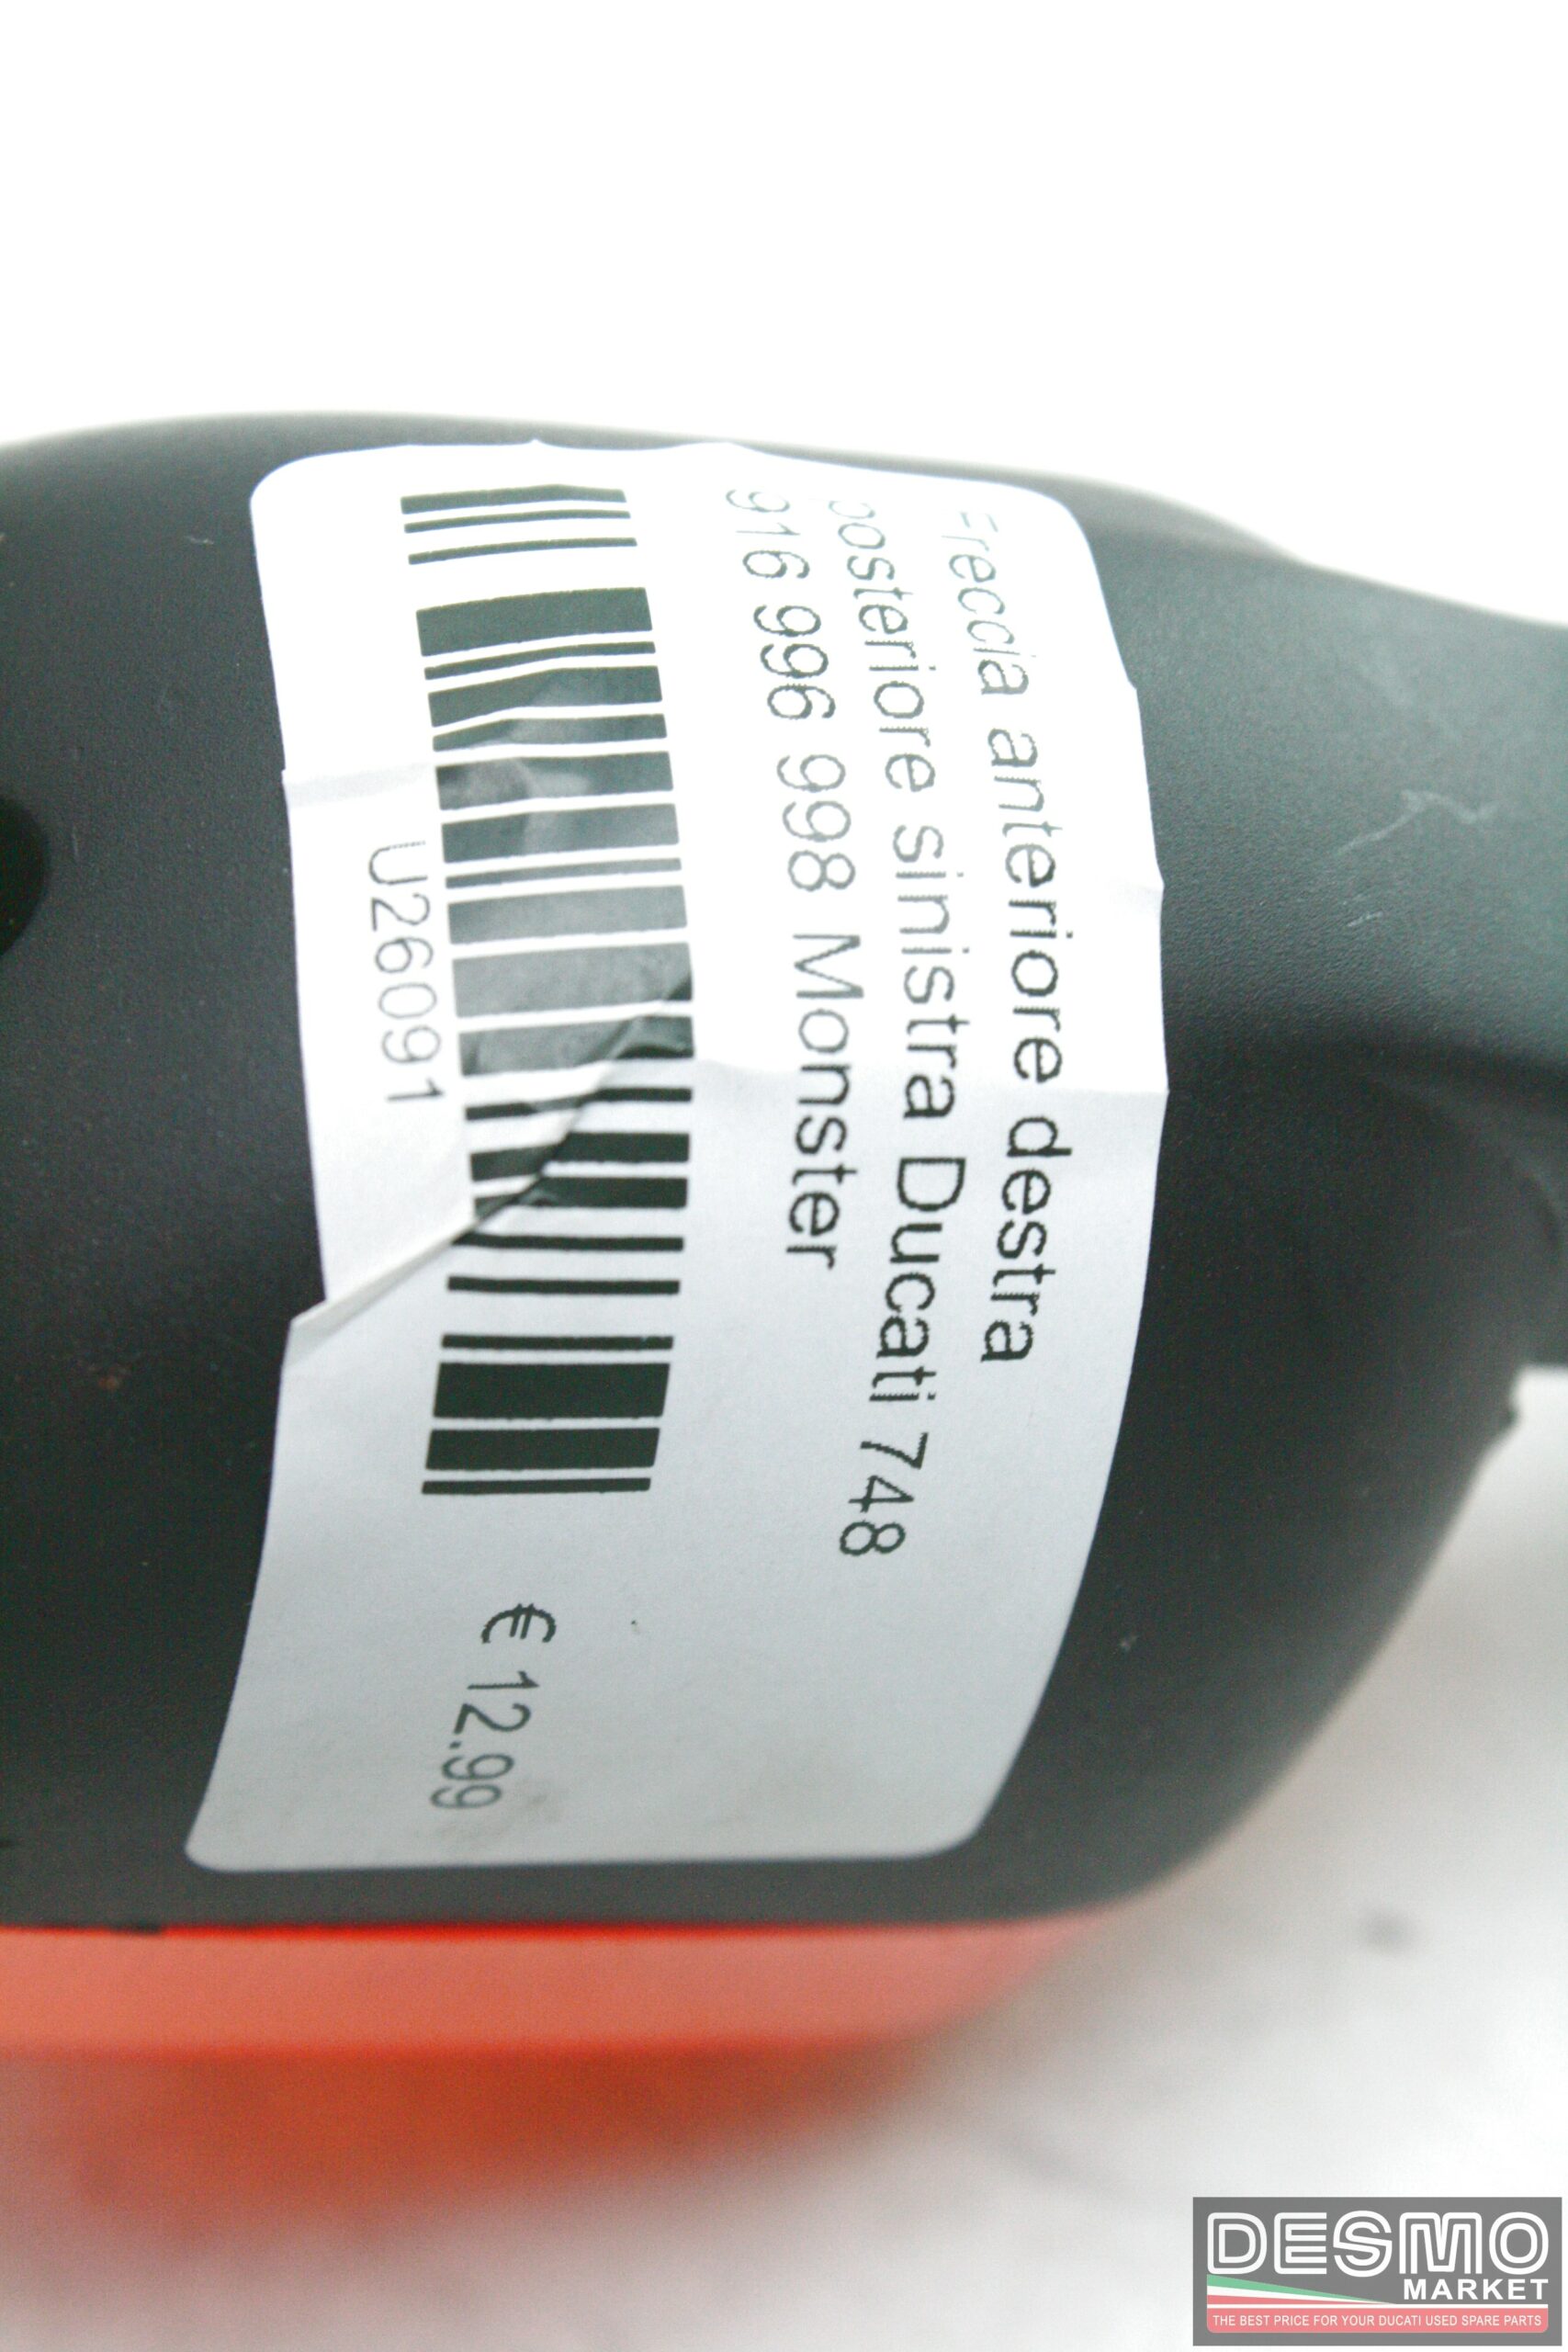 Freccia anteriore destra
posteriore sinistra Ducati 748
916 996 998 Monster
U26091
€ 12.99
DESMO
MARKET
THE BEST PRICE FOR YOUR DUCATI USED SPARE PARTS